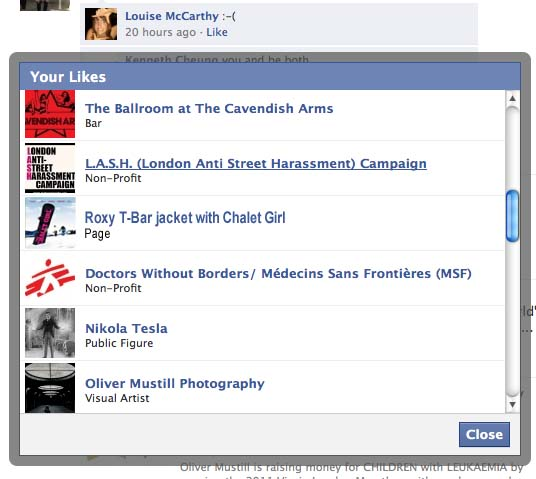 Louise McCarthy :-(
20 hours ago · Like
Kenneth Cheung you and be both
Your Likes
VENDISH AR
The Ballroom at The Cavendish Arms
Bar
LONDON
ANTI-
STREET
HARASSMENT
CAMPAIGN
L.A.S.H. (London Anti Street Harassment) Campaign
Non-Profit
Roxy T-Bar jacket with Chalet Girl
Page
Doctors Without Borders/ Médecins Sans Frontières (MSF)
Non-Profit
Nikola Tesla
Public Figure
Oliver Mustill Photography
Visual Artist
Close
Oliver Mustill is raising money for CHILDREN with LEUKAEMIA by